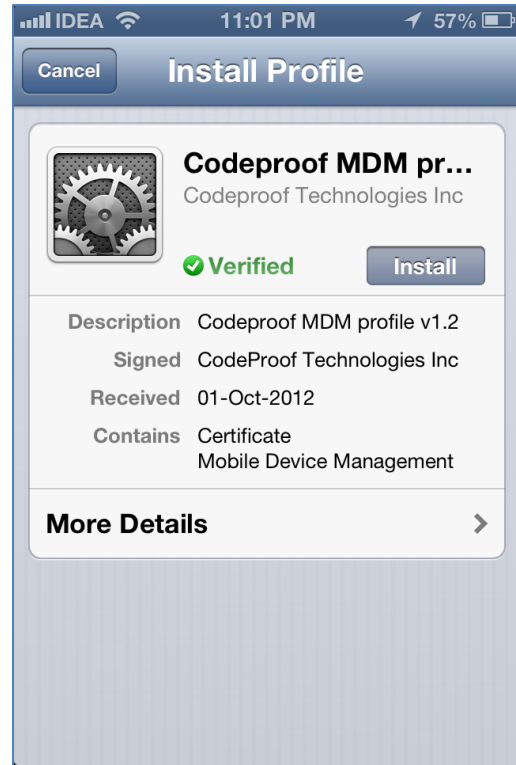 IDEA 11:01 PM 57%
Cancel Install Profile
Codeproof MDM pr...
Codeproof Technologies Inc
Verified Install
Description Codeproof MDM profile v1.2
Signed CodeProof Technologies Inc
Received 01-Oct-2012
Contains Certificate
Mobile Device Management
More Details